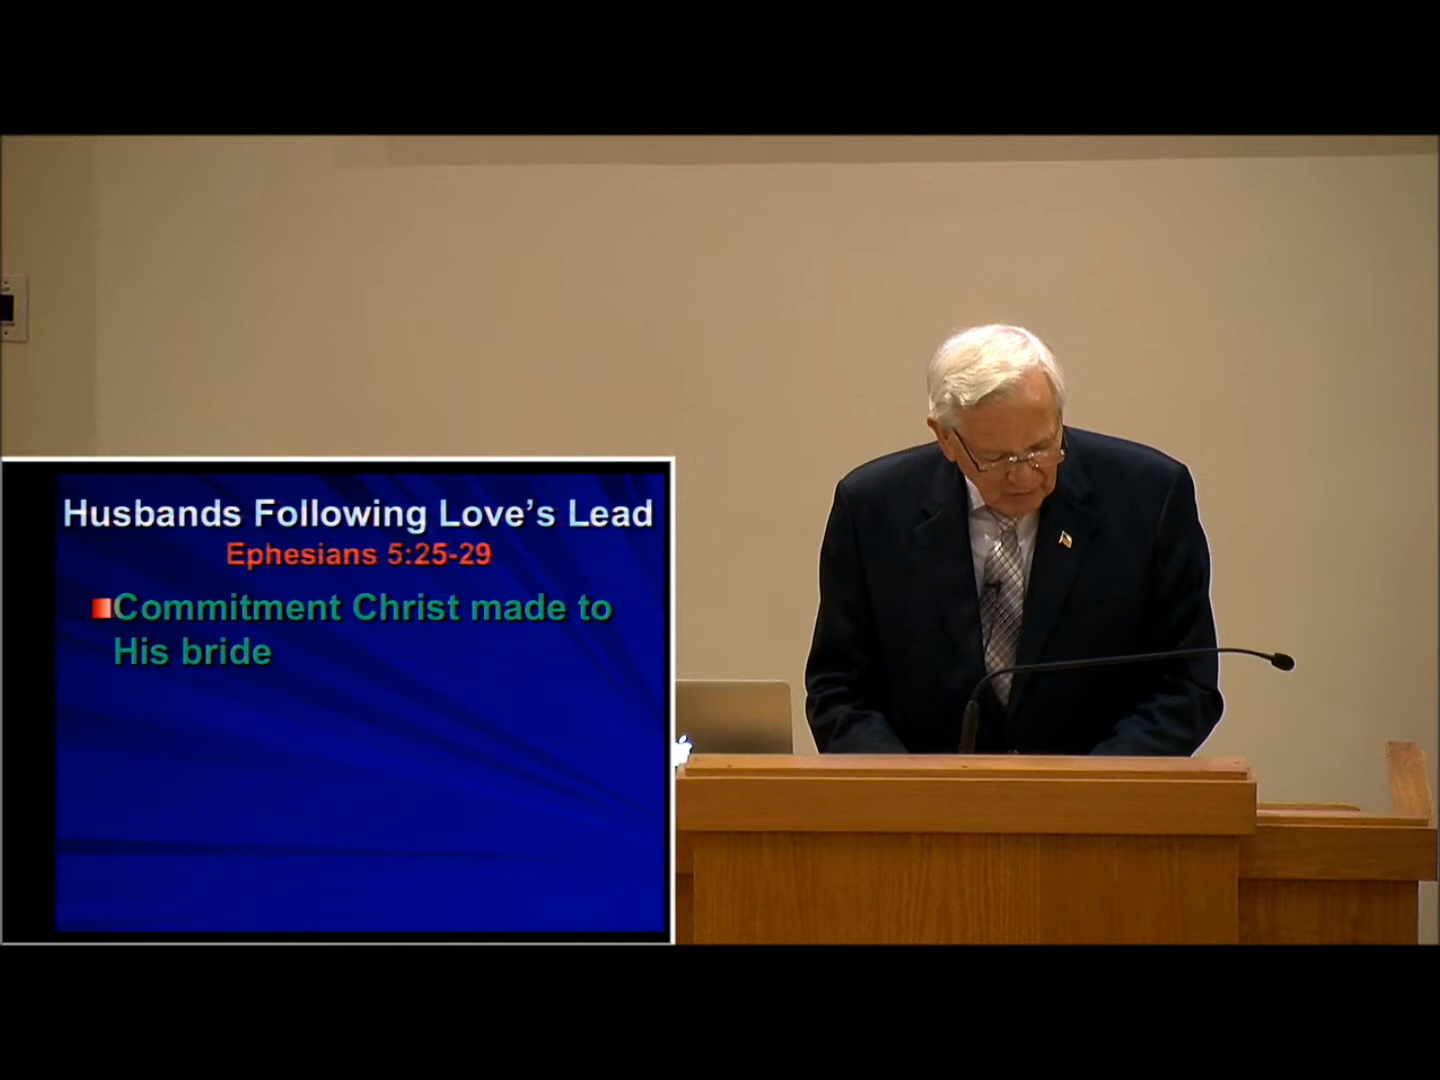 Husbands Following Love's Lead
Ephesians 5:25-29
Commitment Christ made to
His bride